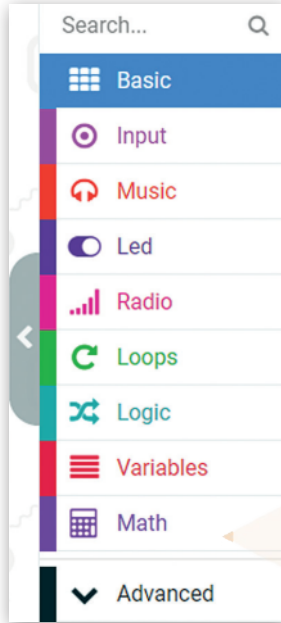 Search...
Basic
Input
Music
Led
Radio
Loops
Logic
Variables
Math
Advanced